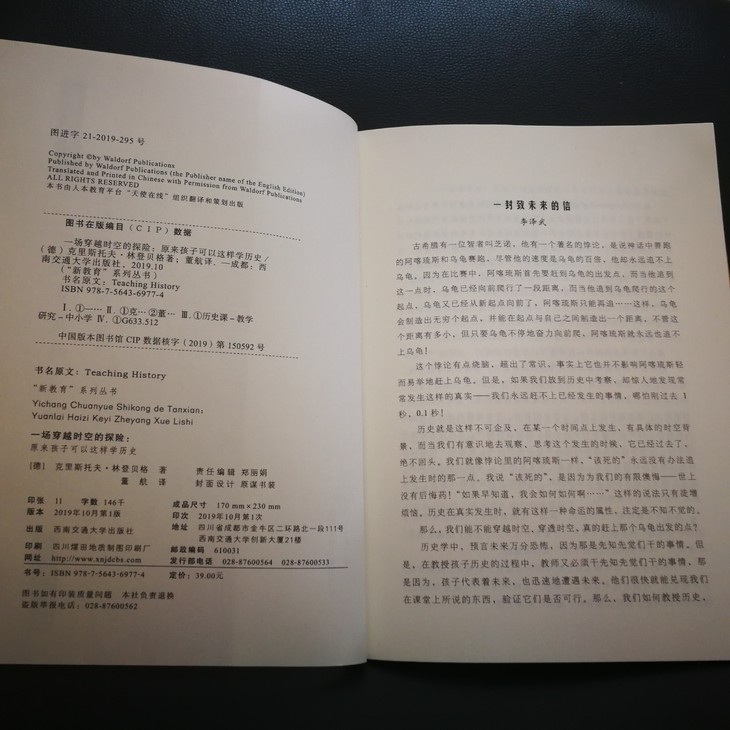 图进字 21-2019-295 号
Copyright ©by Waldorf Publications
Published by Waldorf Publications (the Publisher name of the English Edition)
Translated and Printed in Chinese with Permission from Waldorf Publications
ALL RIGHTS RESERVED
本书由人本教育平台“天使在线”组织翻译和策划出版
图书在版编目(CIP)数据
一场穿越时空的探险:原来孩子可以这样学历史/
(德)克里斯托夫·林登贝格著;董航译.—成都:西
南交通大学出版社,2019.10
(“新教育”系列丛书)
书名原文:Teaching History
ISBN 978-7-5643-6977-4
Ⅰ.①一… Ⅱ.①克…②董… Ⅲ.①历史课-教学
研究-中小学 Ⅳ.①G633.512
中国版本图书馆 CIP 数据核字(2019)第 150592 号
书名原文:Teaching History
“新教育”系列丛书
Yichang Chuanyue Shikong de Tanxian:
Yuanlai Haizi Keyi Zheyang Xue Lishi
一场穿越时空的探险:
原来孩子可以这样学历史
[德] 克里斯托夫·林登贝格 著 责任编辑 郑丽娟
董 航 译 封面设计 原谋书装
印张 11 字数 146千 成品尺寸 170 mm×230 mm
版本 2019年10月第1版 印次 2019年10月第1次
出版 西南交通大学出版社 地址 四川省成都市金牛区二环路北一段111号
西南交通大学创新大厦21楼
印刷 四川煤田地质制图印刷厂 邮政编码 610031
网址 http://www.xnjdcbs.com 发行部电话 028-87600564 028-87600533
书号:ISBN 978-7-5643-6977-4 定价:39.00元
图书如有印装质量问题 本社负责退换
盗版举报电话:028-87600562
一封致未来的信
李泽武
古希腊有一位智者叫芝诺,他有一个著名的悖论,是说神话中赛跑
的阿喀琉斯和乌龟赛跑。尽管他的速度是乌龟的百倍,他却永远追不上
乌龟。因为在比赛中,阿喀琉斯首先要赶到乌龟的出发点,而当他追到
这一点时,乌龟已经向前爬行了一段距离,而当他追到乌龟爬行的这个
起点,乌龟又已经从新起点向前了,阿喀琉斯只能再追……这样,乌龟
会制造出无穷个起点,并能在起点与自己之间制造出一个距离,不管这
个距离有多小,但只要乌龟不停地奋力向前爬,阿喀琉斯就永远也追不
上乌龟!
这个悖论有点烧脑,超出了常识,事实上它也并不影响阿喀琉斯轻
而易举地赶上乌龟。但是,如果我们放到历史中考察,却惊人地发现常
常发生这样的真实——我们永远赶不上已经发生的事情,哪怕刚过去 1
秒、0.1秒!
历史就是这样不可企及,在某一个时间点上发生,有具体的时空背
景,而当我们有意识地去观察、思考这个发生的时候,它已经过去了,
绝不回头。我们就像悖论里的阿喀琉斯一样,“该死的”永远没有办法追
上发生时的那一点。我说“该死的”,是因为为我们的有限懊悔——世上
没有后悔药!“如果早知道,我会如何如何啊……”这样的说法只有徒增
烦恼。历史在真实发生时,就有这样一种命运的属性,注定是不知不觉的。
那么,我们能不能穿越时空、穿透时空,真的赶上那个乌龟出发的点?
历史学中,预言未来万分恐怖,因为那是先知先觉们干的事情。但
是,在教授孩子历史的过程中,教师又必须干先知先觉们干的事情,那
是因为,孩子代表着未来,也迅速地遭遇未来。他们很快就能兑现我们
在课堂上所说的东西,验证它们是否可行。那么,我们如何教授历史、